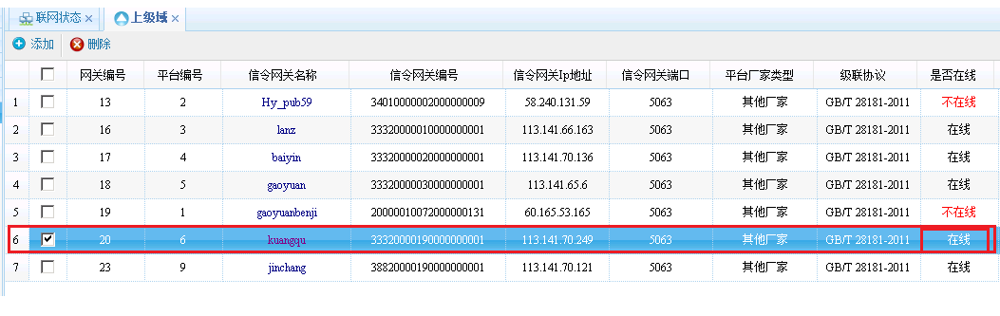 联网状态 × 上级域 ×
添加 删除
网关编号 平台编号 信令网关名称 信令网关编号 信令网关Ip地址 信令网关端口 平台厂家类型 级联协议 是否在线
1 13 2 Hy_pub59 34010000002000000009 58.240.131.59 5063 其他厂家 GB/T 28181-2011 不在线
2 16 3 lanz 33320000010000000001 113.141.66.163 5063 其他厂家 GB/T 28181-2011 在线
3 17 4 baiyin 33320000020000000001 113.141.70.136 5063 其他厂家 GB/T 28181-2011 在线
4 18 5 gaoyuan 33320000030000000001 113.141.65.6 5063 其他厂家 GB/T 28181-2011 在线
5 19 1 gaoyuanbenji 20000010072000000131 60.165.53.165 5063 其他厂家 GB/T 28181-2011 不在线
6 20 6 kuangqu 33320000190000000001 113.141.70.249 5063 其他厂家 GB/T 28181-2011 在线
7 23 9 jinchang 38820000190000000001 113.141.70.121 5063 其他厂家 GB/T 28181-2011 在线